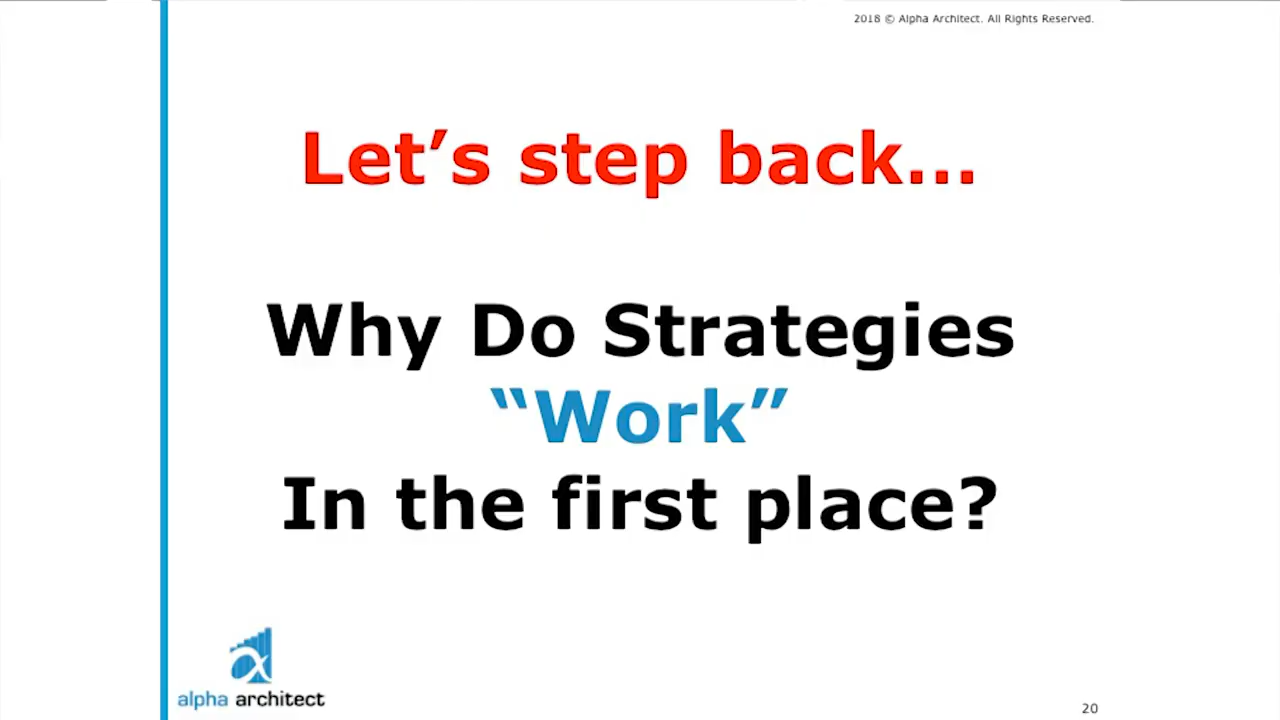 2018 © Alpha Architect. All Rights Reserved.
Let’s step back…
Why Do Strategies
“Work”
In the first place?
alpha architect
20